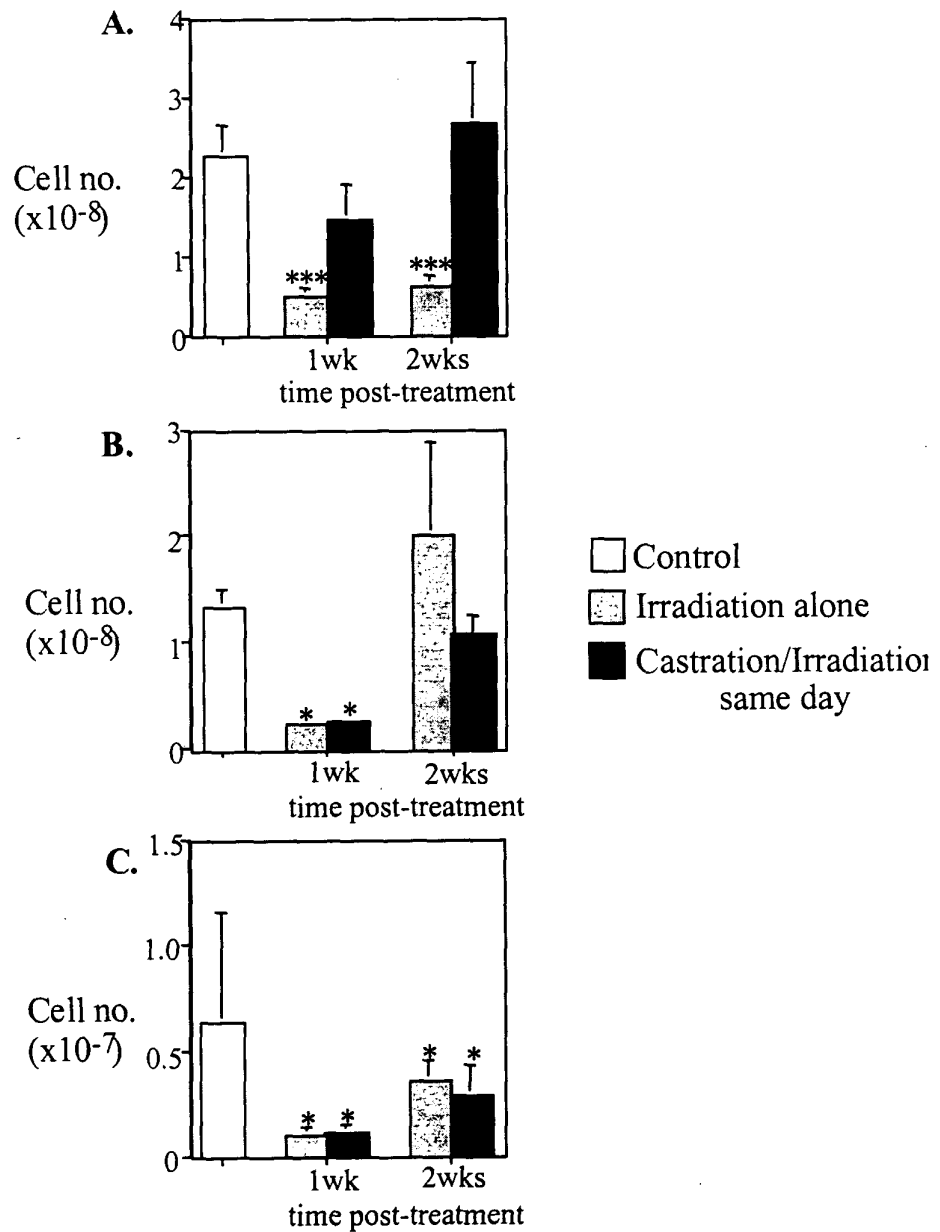 A.
4
3
2
1
0
Cell no.
(x10-8)
***
***
1wk 2wks
time post-treatment
B.
3
2
1
0
Cell no.
(x10-8)
* *
1wk 2wks
time post-treatment
Control
Irradiation alone
Castration/Irradiation
same day
C.
1.5
1.0
0.5
0
Cell no.
(x10-7)
* *
* *
1wk 2wks
time post-treatment